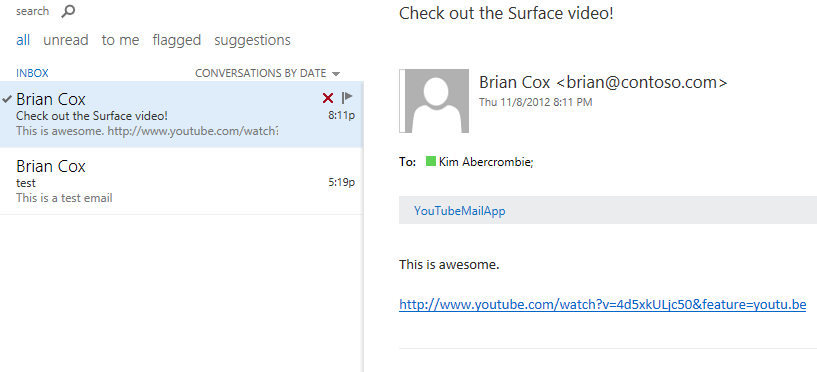 search
all unread to me flagged suggestions
INBOX CONVERSATIONS BY DATE
Brian Cox
Check out the Surface video! 8:11p
This is awesome. http://www.youtube.com/watch?
Brian Cox
test 5:19p
This is a test email
Check out the Surface video!
Brian Cox <brian@contoso.com>
Thu 11/8/2012 8:11 PM
To: Kim Abercrombie;
YouTubeMailApp
This is awesome.
http://www.youtube.com/watch?v=4d5xkULjc50&feature=youtu.be